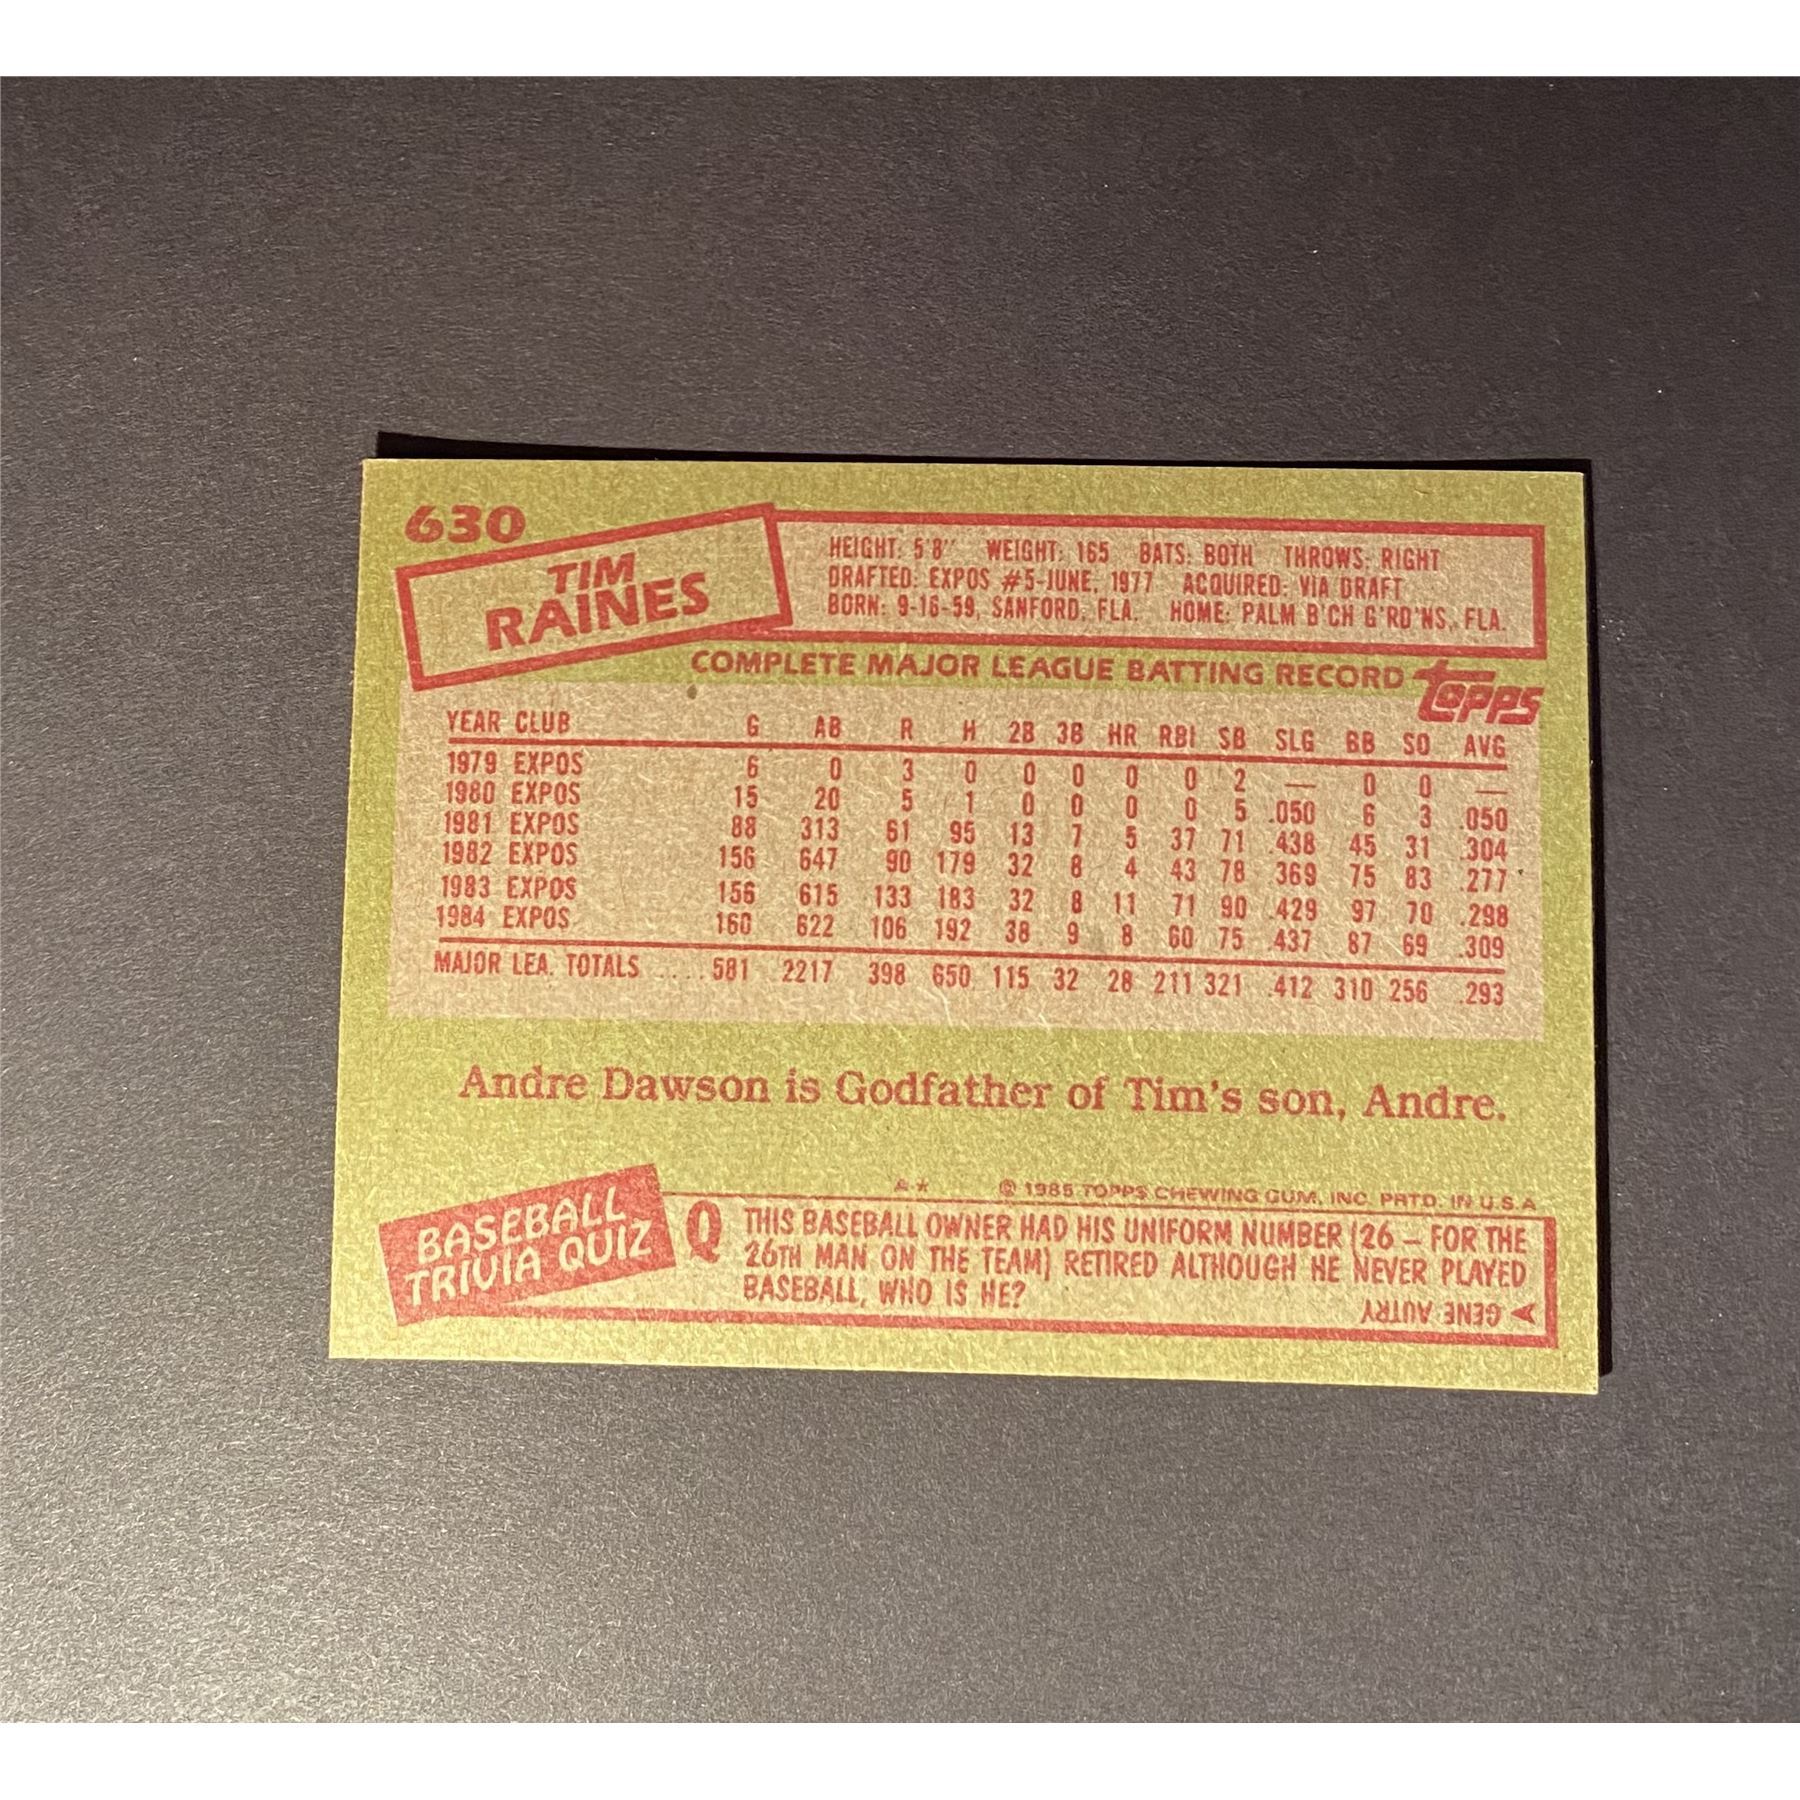 630
TIM
RAINES
HEIGHT: 5'8" WEIGHT: 165 BATS: BOTH THROWS: RIGHT
DRAFTED: EXPOS #5-JUNE, 1977 ACQUIRED: VIA DRAFT
BORN: 9-16-59, SANFORD, FLA. HOME: PALM B'CH G'RD'NS, FLA.
COMPLETE MAJOR LEAGUE BATTING RECORD
topps
YEAR CLUB G AB R H 2B 3B HR RBI SB SLG BB SO AVG
1979 EXPOS 6 0 3 0 0 0 0 0 2 — 0 0 —
1980 EXPOS 15 20 5 1 0 0 0 0 5 .050 6 3 .050
1981 EXPOS 88 313 61 95 13 7 5 37 71 .438 45 31 .304
1982 EXPOS 156 647 90 179 32 8 4 43 78 .369 75 83 .277
1983 EXPOS 156 615 133 183 32 8 11 71 90 .429 97 70 .298
1984 EXPOS 160 622 106 192 38 9 8 60 75 .437 87 69 .309
MAJOR LEA. TOTALS ....581 2217 398 650 115 32 28 211 321 .412 310 256 .293
Andre Dawson is Godfather of Tim's son, Andre.
A* © 1985 TOPPS CHEWING GUM, INC. PRTD. IN U.S.A
BASEBALL
TRIVIA QUIZ
Q THIS BASEBALL OWNER HAD HIS UNIFORM NUMBER (26 – FOR THE
26TH MAN ON THE TEAM) RETIRED ALTHOUGH HE NEVER PLAYED
BASEBALL, WHO IS HE?
GENE AUTRY